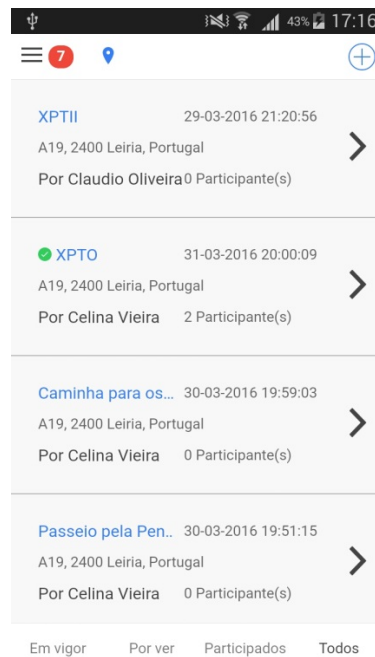 43% 17:16
7
XPTII 29-03-2016 21:20:56
A19, 2400 Leiria, Portugal
Por Claudio Oliveira 0 Participante(s)
XPTO 31-03-2016 20:00:09
A19, 2400 Leiria, Portugal
Por Celina Vieira 2 Participante(s)
Caminha para os... 30-03-2016 19:59:03
A19, 2400 Leiria, Portugal
Por Celina Vieira 0 Participante(s)
Passeio pela Pen.. 30-03-2016 19:51:15
A19, 2400 Leiria, Portugal
Por Celina Vieira 0 Participante(s)
Em vigor Por ver Participados Todos